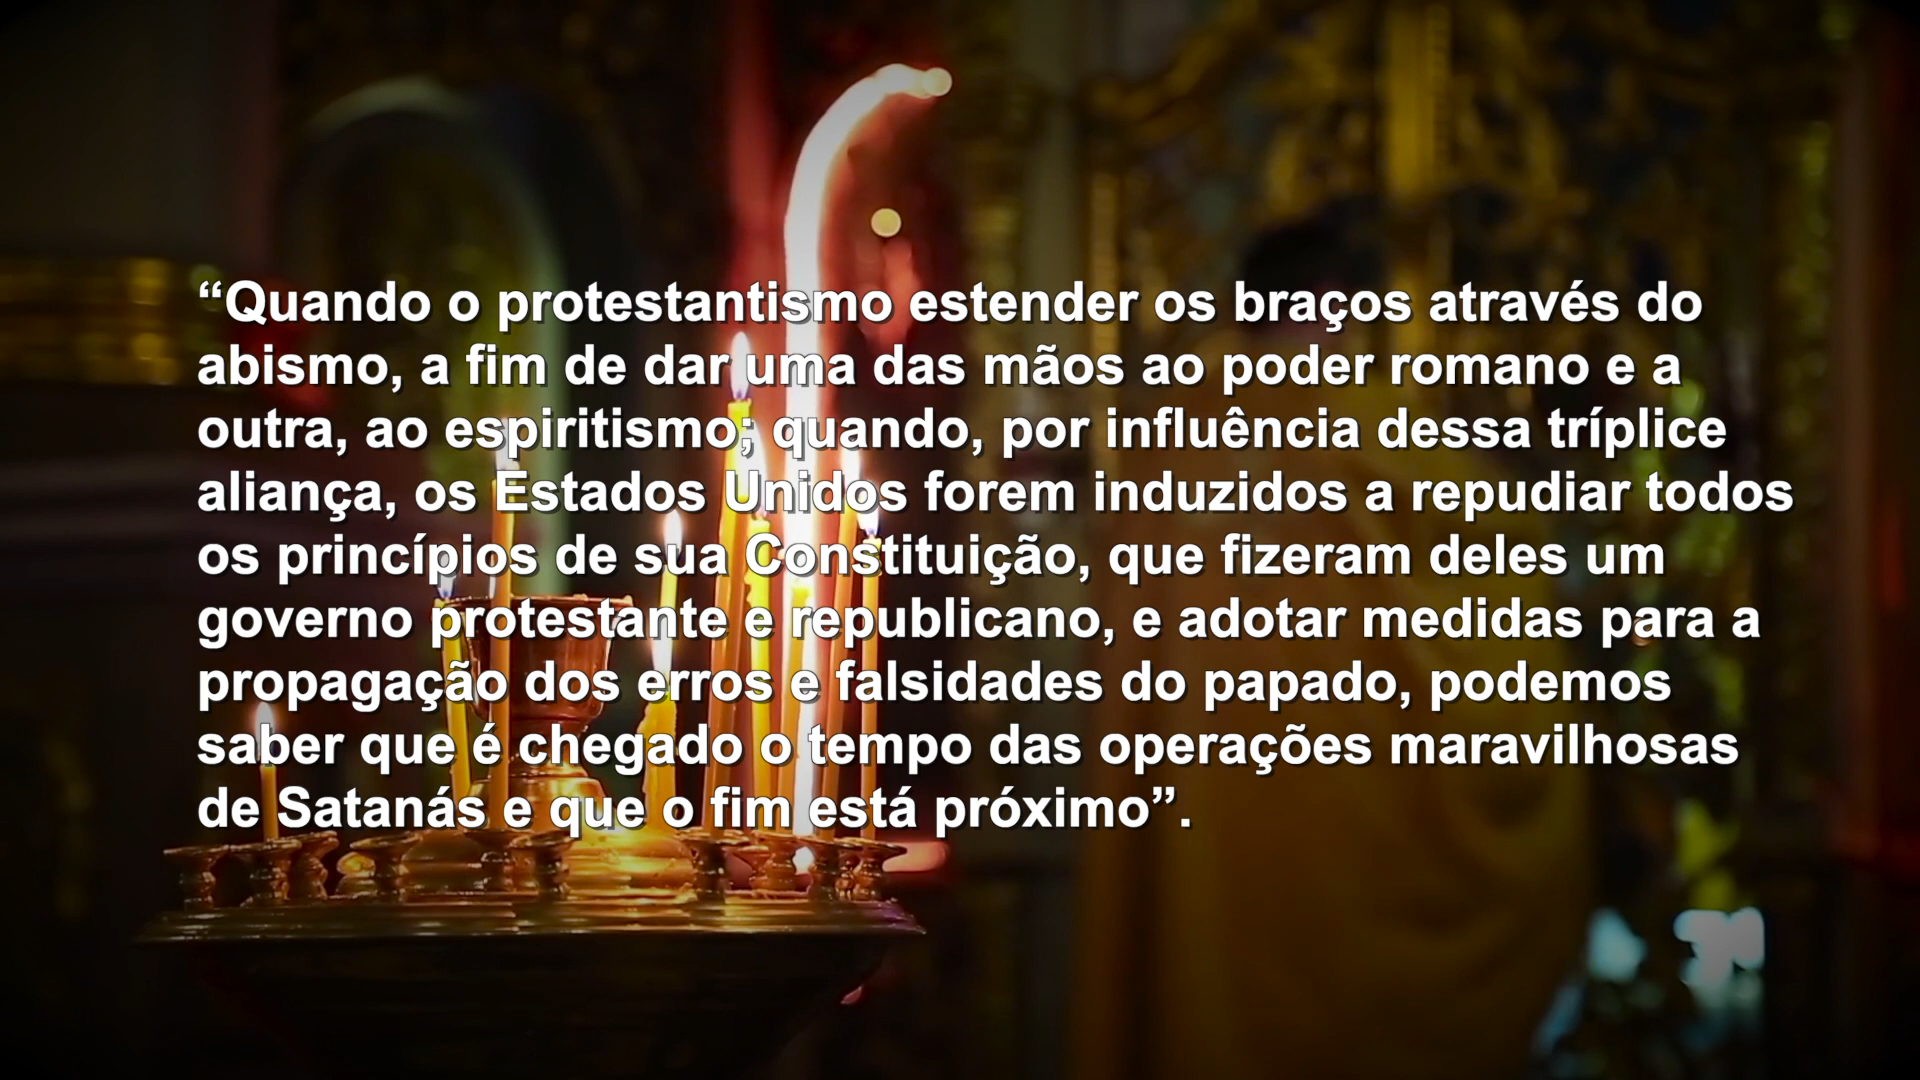 “Quando o protestantismo estender os braços através do
abismo, a fim de dar uma das mãos ao poder romano e a
outra, ao espiritismo; quando, por influência dessa tríplice
aliança, os Estados Unidos forem induzidos a repudiar todos
os princípios de sua Constituição, que fizeram deles um
governo protestante e republicano, e adotar medidas para a
propagação dos erros e falsidades do papado, podemos
saber que é chegado o tempo das operações maravilhosas
de Satanás e que o fim está próximo”.